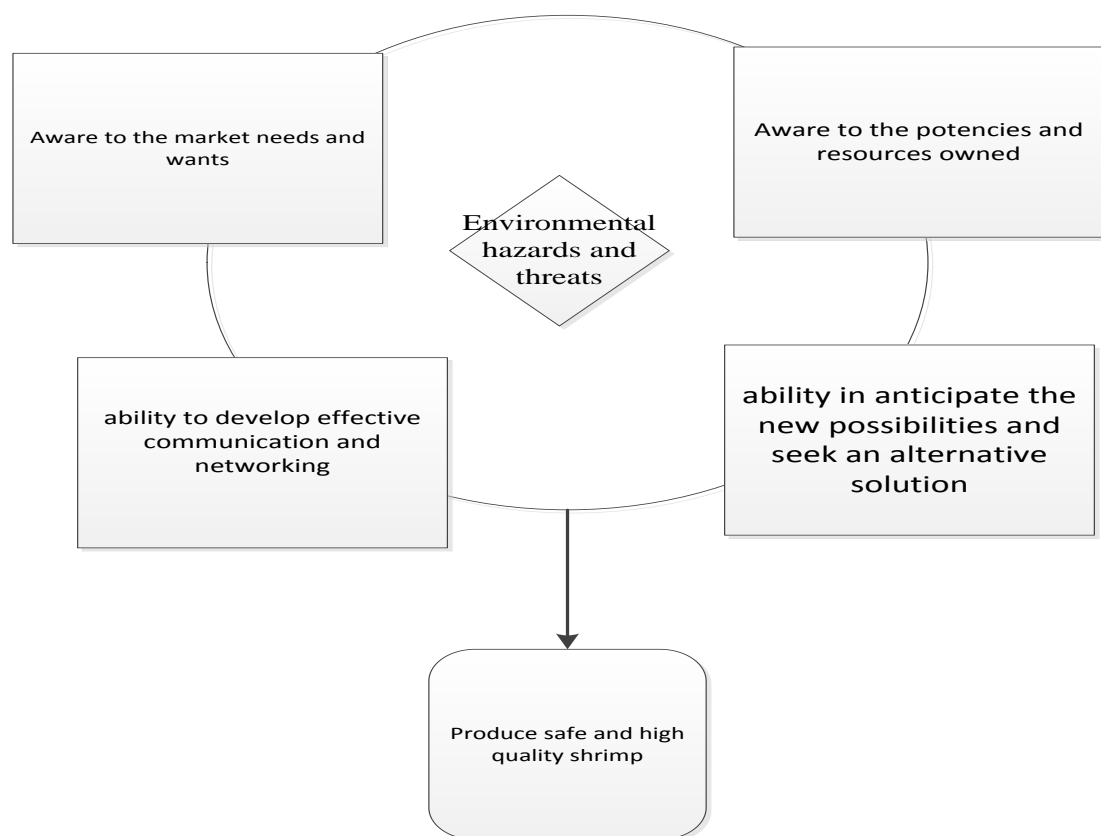 Aware to the market needs and
wants
Aware to the potencies and
resources owned
Environmental
hazards and
threats
ability to develop effective
communication and
networking
ability in anticipate the
new possibilities and
seek an alternative
solution
Produce safe and high
quality shrimp